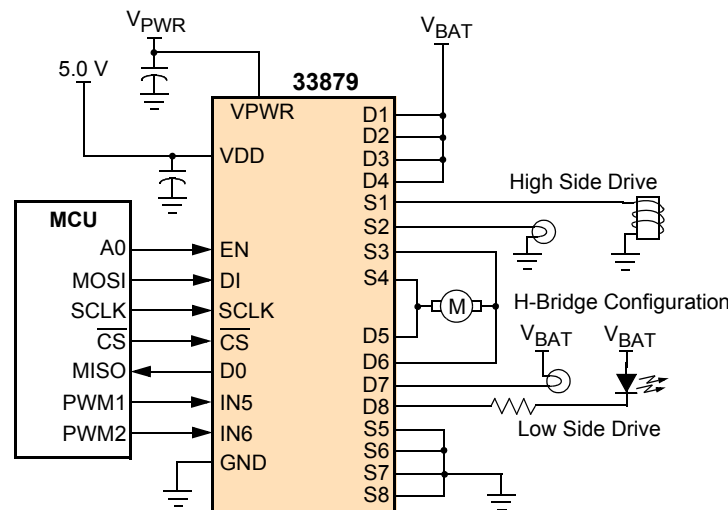 VPWR
VBAT
5.0 V
33879
VPWR
D1
D2
VDD
D3
D4
High Side Drive
S1
MCU
S2
A0
EN
S3
MOSI
DI
S4
M
H-Bridge Configuration
SCLK
SCLK
CS
CS
D5
VBAT
VBAT
MISO
D0
D6
D7
PWM1
IN5
D8
PWM2
IN6
S5
Low Side Drive
S6
GND
S7
S8